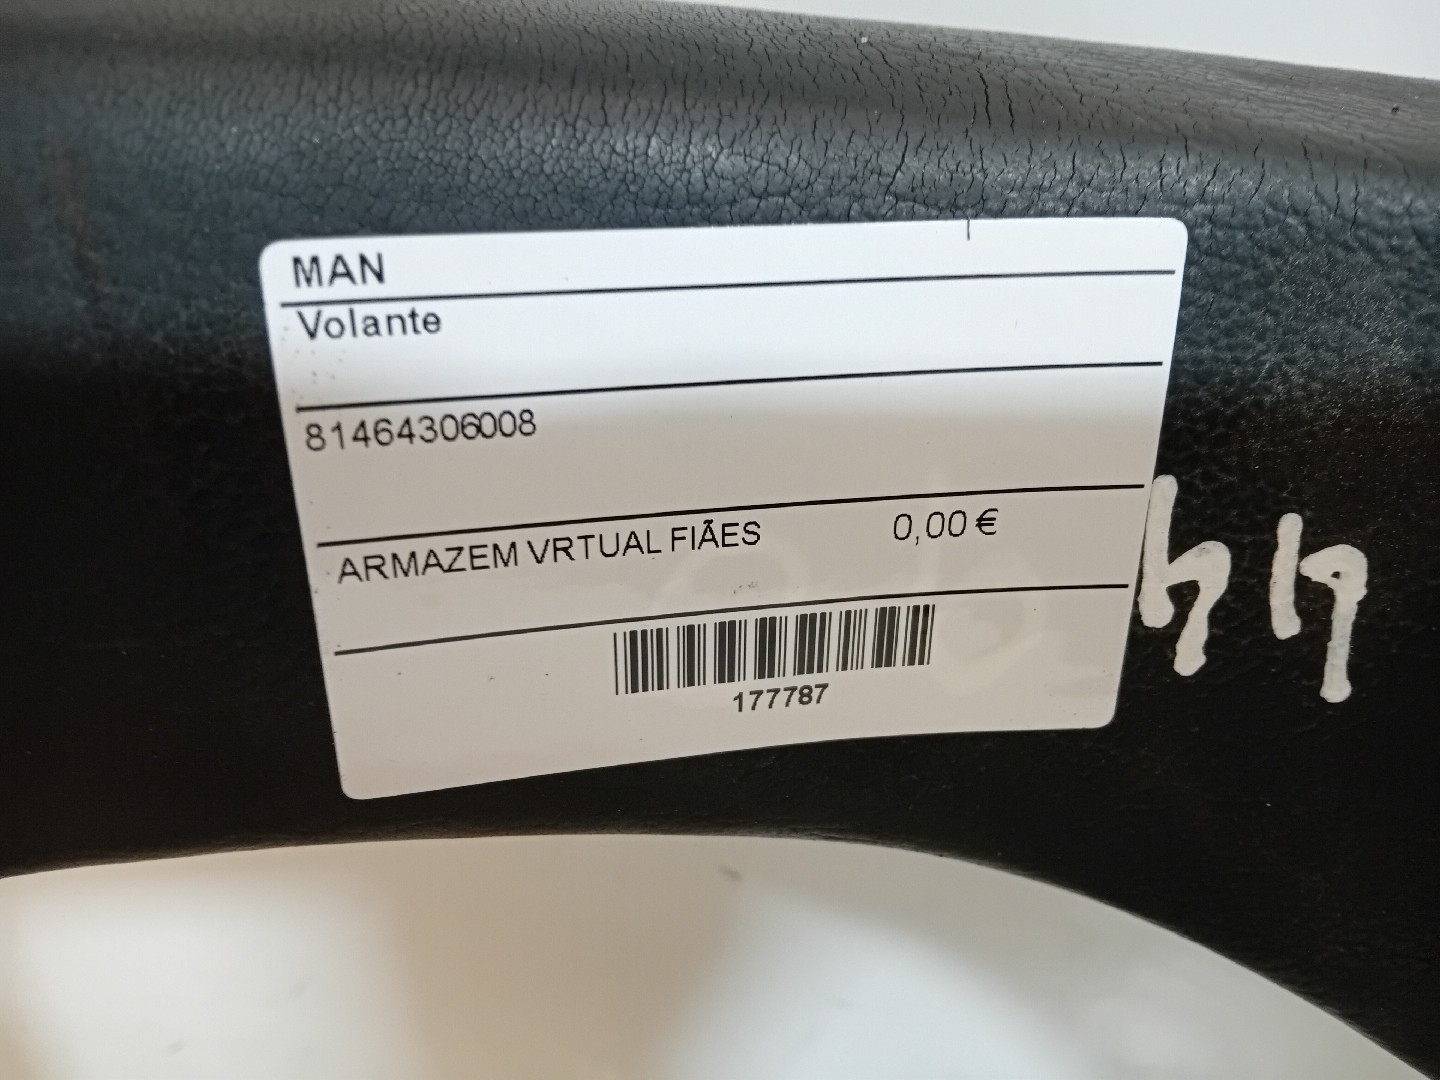 MAN
Volante
81464306008
ARMAZEM VRTUAL FIÃES 0,00 €
177787